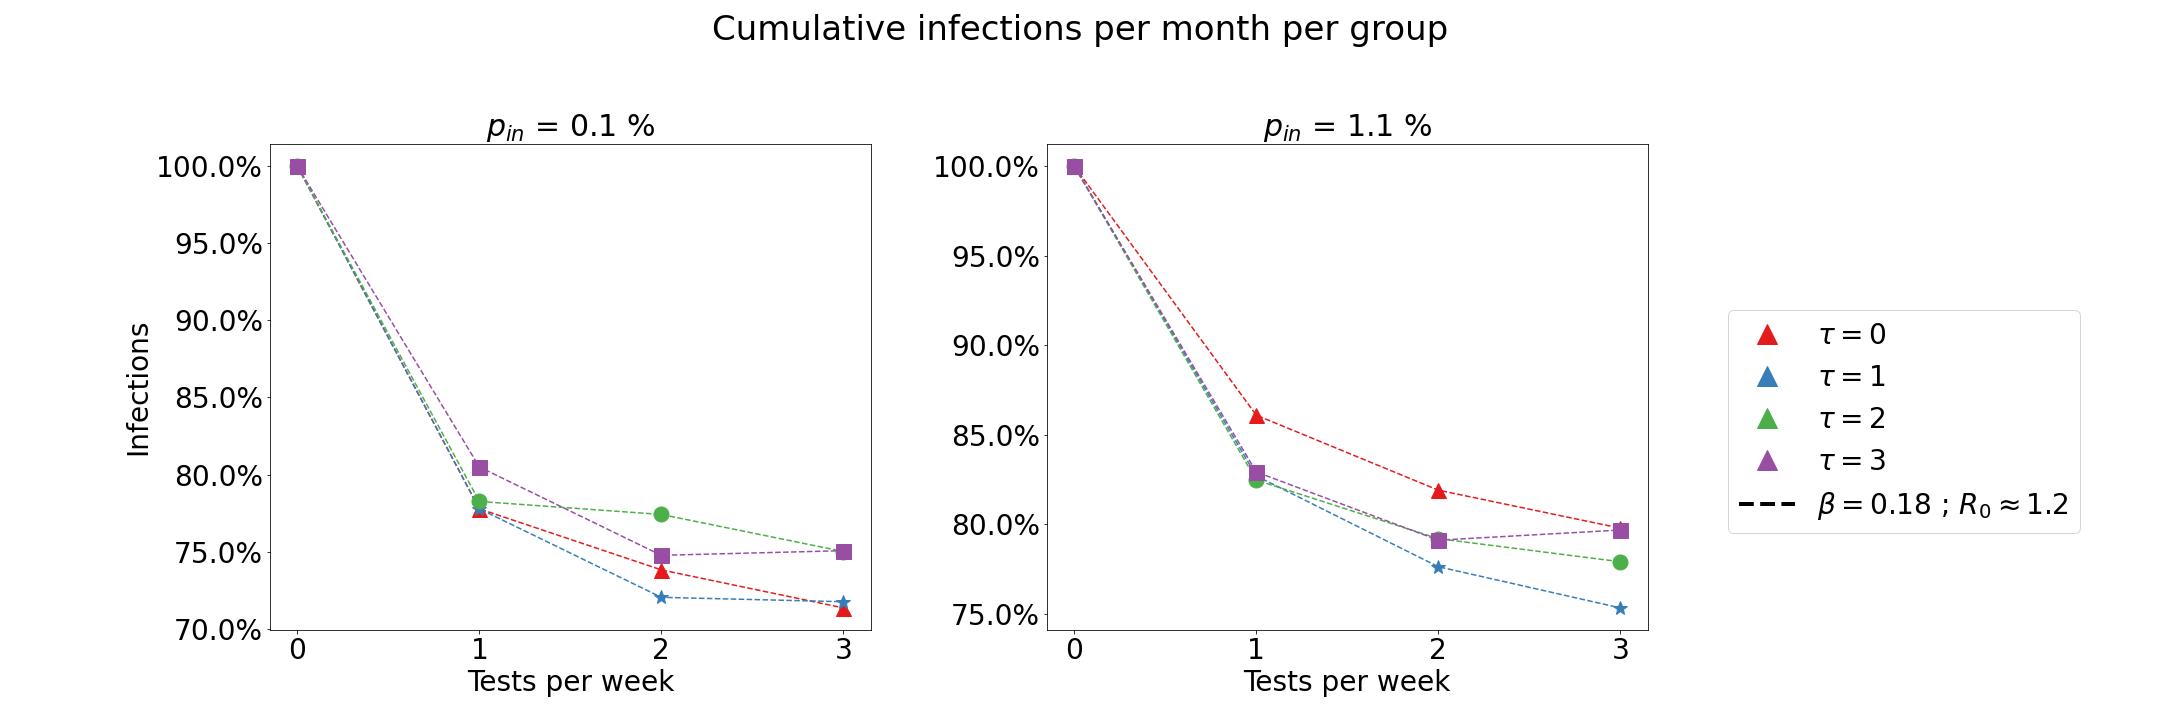 Cumulative infections per month per group
p_in = 0.1 %
100.0%
95.0%
90.0%
85.0%
80.0%
75.0%
70.0%
Infections
0 1 2 3
Tests per week
p_in = 1.1 %
100.0%
95.0%
90.0%
85.0%
80.0%
75.0%
0 1 2 3
Tests per week
τ = 0
τ = 1
τ = 2
τ = 3
β = 0.18 ; R₀ ≈ 1.2